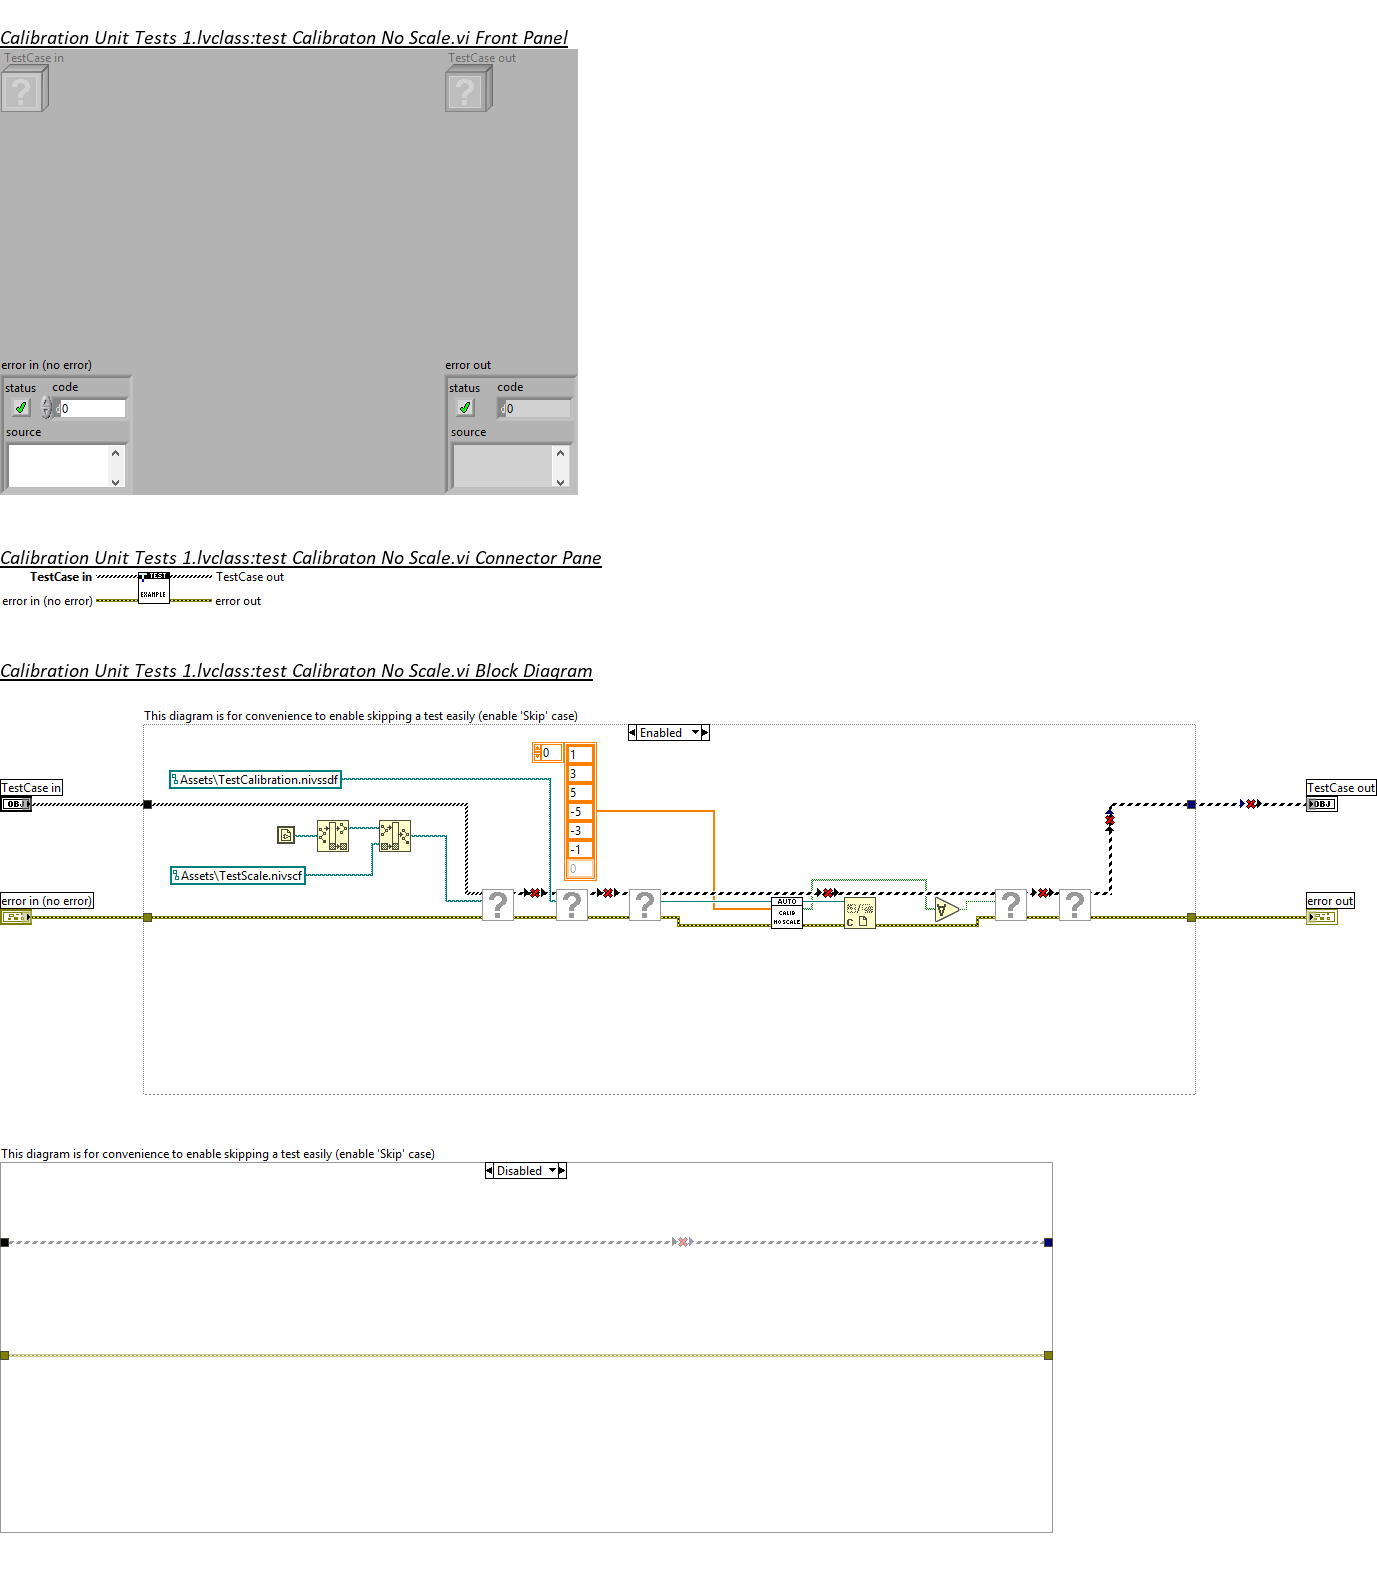 Calibration Unit Tests 1.lvclass:test Calibraton No Scale.vi Front Panel
TestCase in
TestCase out
?
?
error in (no error)
error out
status
code
status
code
d
0
d
0
source
source
Calibration Unit Tests 1.lvclass:test Calibraton No Scale.vi Connector Pane
TestCase in
TEST
EXAMPLE
TestCase out
error in (no error)
error out
Calibration Unit Tests 1.lvclass:test Calibraton No Scale.vi Block Diagram
This diagram is for convenience to enable skipping a test easily (enable 'Skip' case)
Enabled
0
1
3
5
-5
-3
-1
0
Assets\TestCalibration.nivssdf
TestCase in
OBJ
TestCase out
OBJ
Assets\TestScale.nivscf
error in (no error)
? ? ?
AUTO
CALIB
NO SCALE
C
∀
? ?
error out
This diagram is for convenience to enable skipping a test easily (enable 'Skip' case)
Disabled